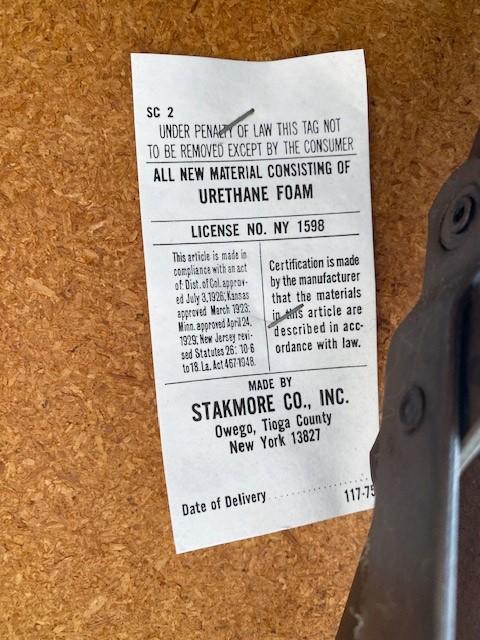 SC 2
UNDER PENALTY OF LAW THIS TAG NOT
TO BE REMOVED EXCEPT BY THE CONSUMER
ALL NEW MATERIAL CONSISTING OF
URETHANE FOAM
LICENSE NO. NY 1598
This article is made in
compliance with an act
of: Dist. of Col. approv-
ed July 3,1926; Kansas
approved March 1923;
Minn. approved April 24,
1929; New Jersey revi-
sed Statutes 26: 10-6
to 18. La. Act 467-1948.
Certification is made
by the manufacturer
that the materials
in this article are
described in acc-
ordance with law.
MADE BY
STAKMORE CO., INC.
Owego, Tioga County
New York 13827
Date of Delivery ........................ 117-75